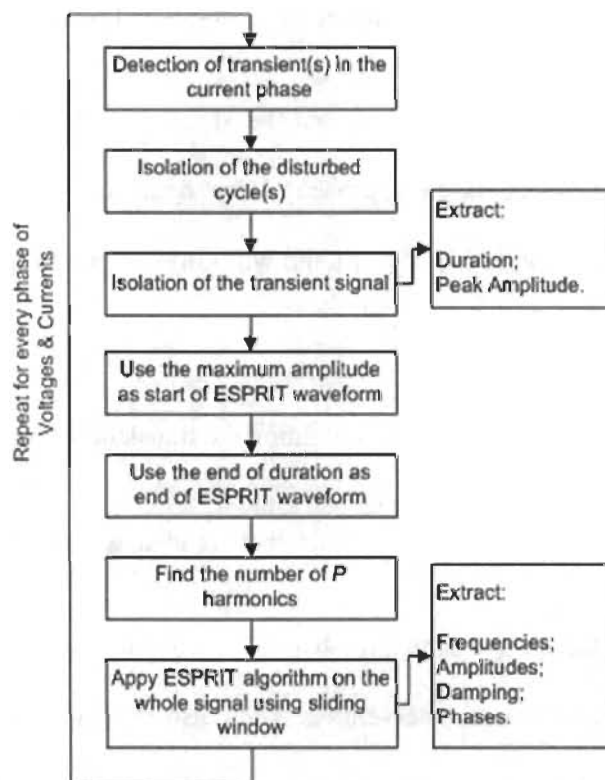 Detection of transient(s) in the
current phase
Isolation of the disturbed
cycle(s)
Isolation of the transient signal
Extract:
Duration;
Peak Amplitude.
Use the maximum amplitude
as start of ESPRIT waveform
Use the end of duration as
end of ESPRIT waveform
Find the number of P
harmonics
Appy ESPRIT algorithm on the
whole signal using sliding
window
Extract:
Frequencies;
Amplitudes;
Damping;
Phases.
Repeat for every phase of
Voltages & Currents